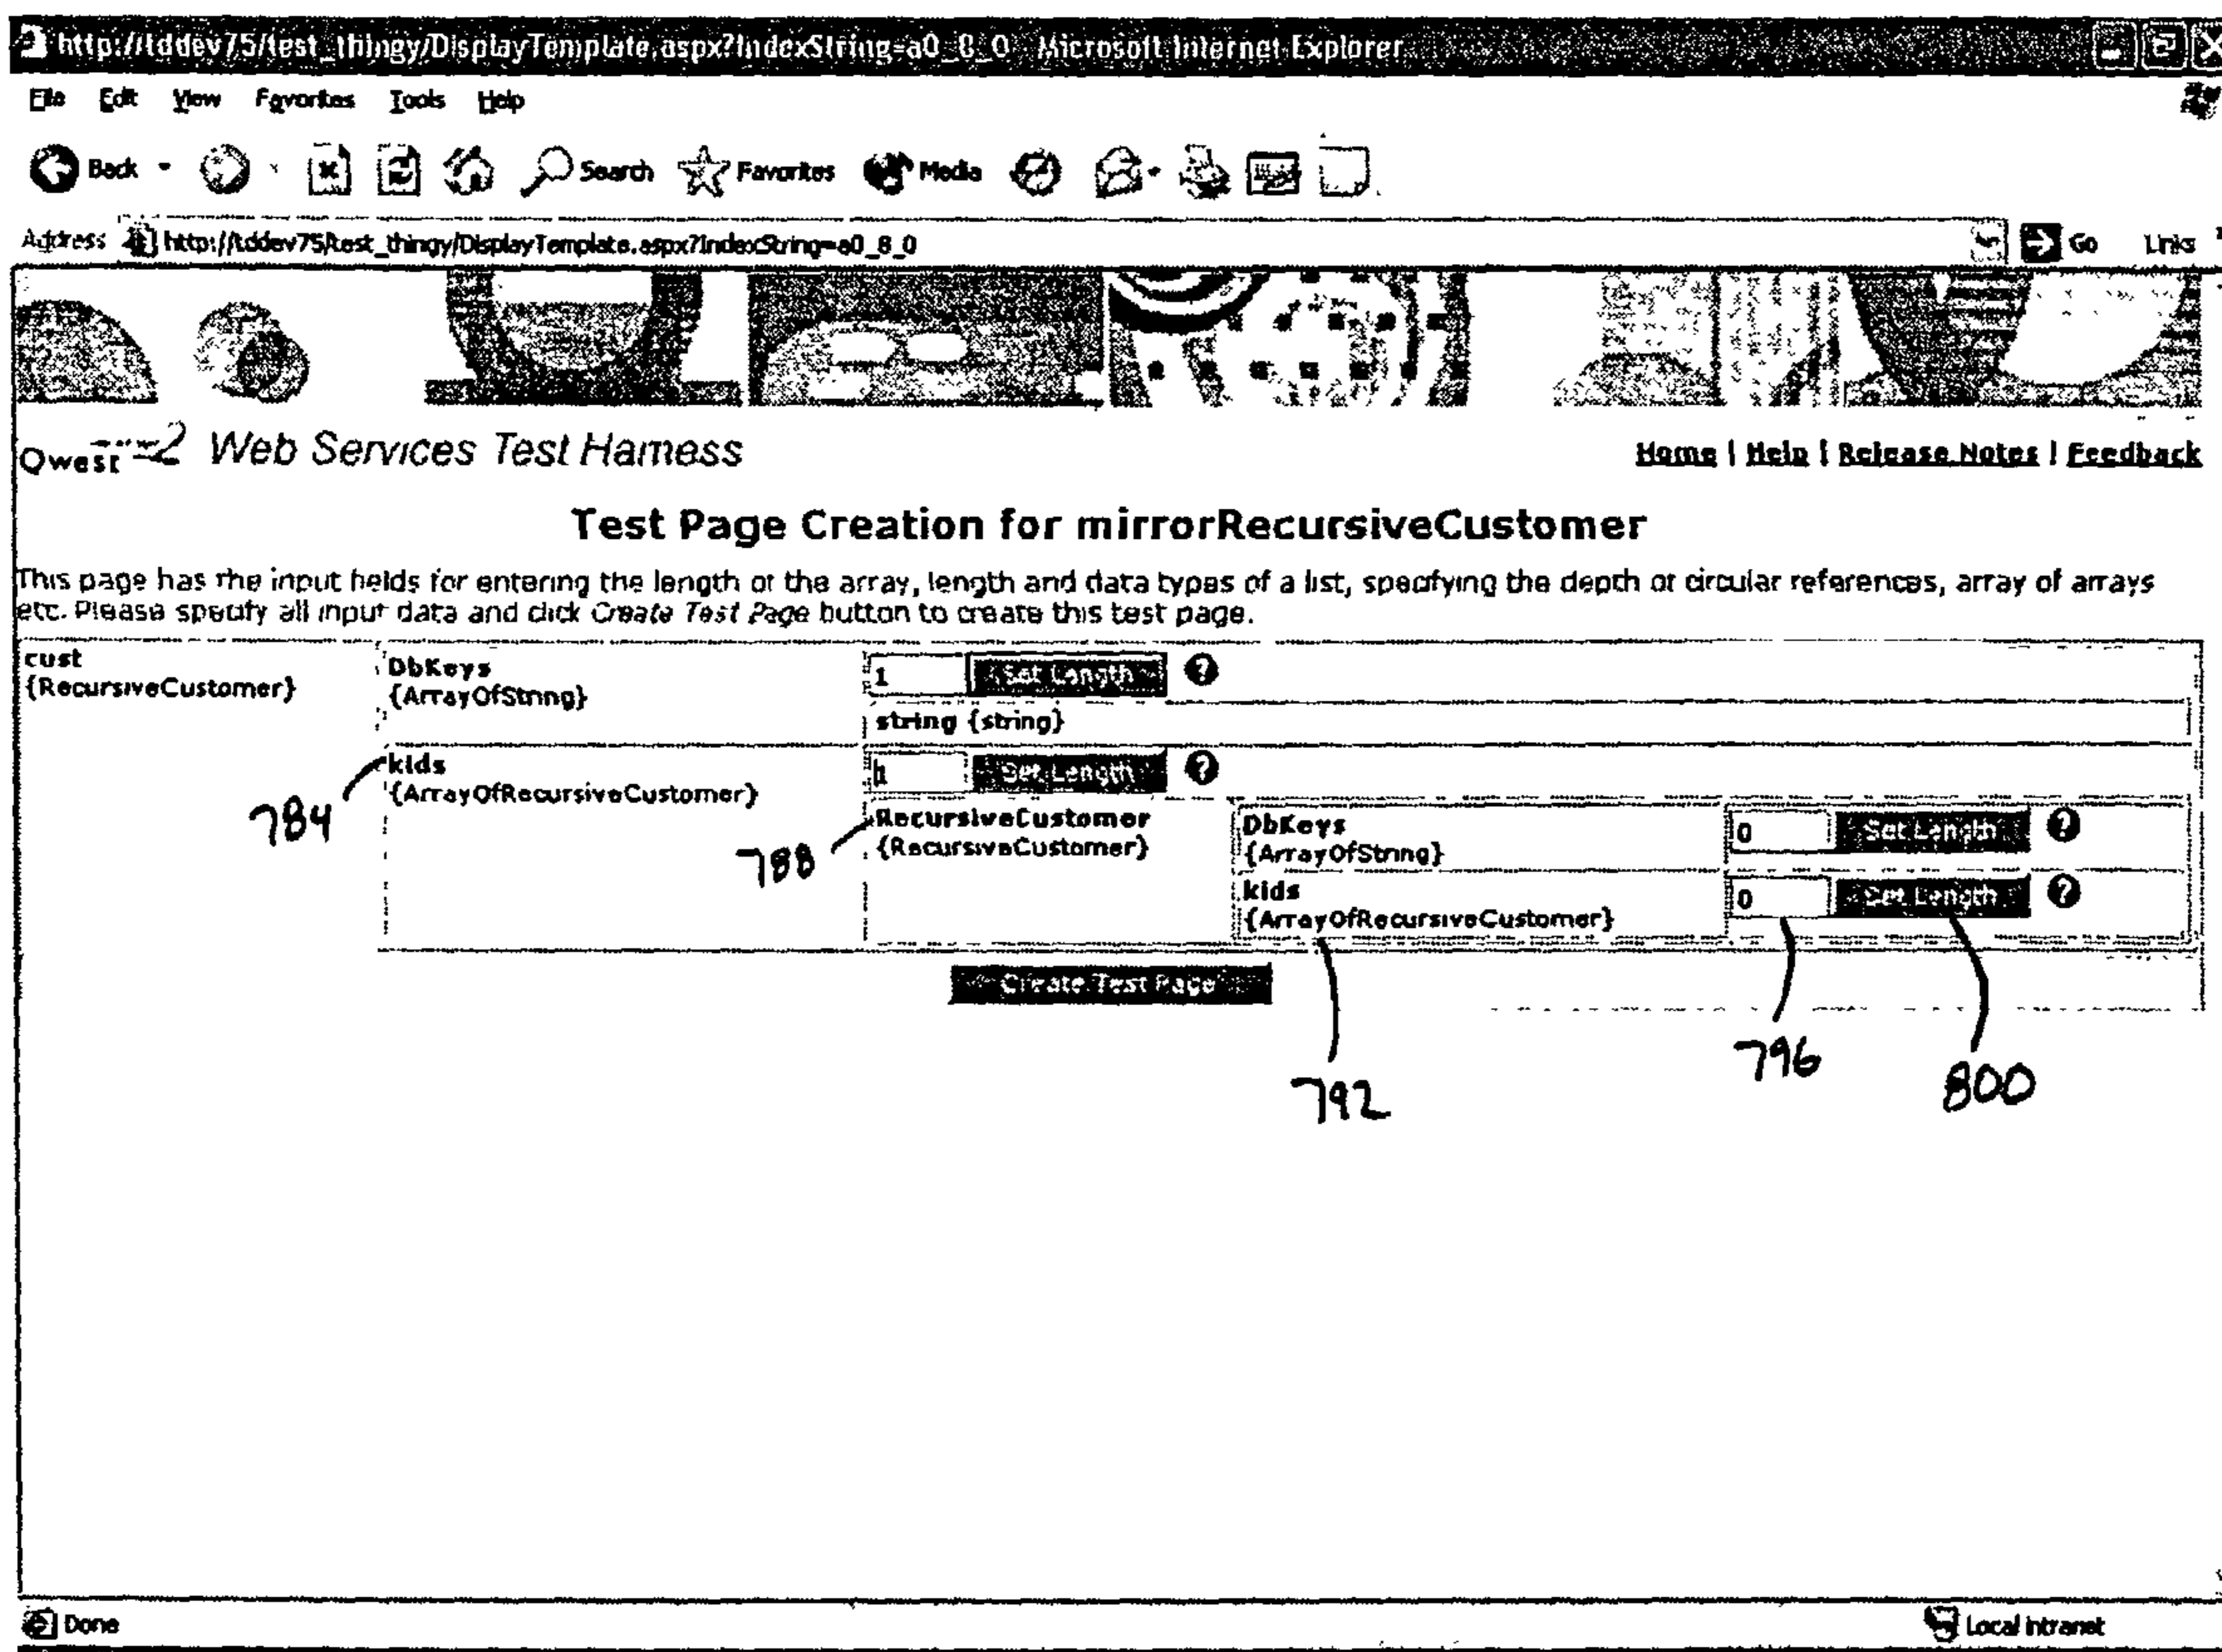 http://tddev75/test_thingy/DisplayTemplate.aspx?IndexString=a0_8_0 Microsoft Internet Explorer
File Edit View Favorites Tools Help
Back Search Favorites Media
Address http://tddev75/test_thingy/DisplayTemplate.aspx?IndexString=a0_8_0 Go Links
Qwest Web Services Test Harness
Home | Help | Release Notes | Feedback
Test Page Creation for mirrorRecursiveCustomer
This page has the input fields for entering the length of the array, length and data types of a list, specifying the depth or circular references, array of arrays
etc. Please specify all input data and click Create Test Page button to create this test page.
cust
{RecursiveCustomer}
DbKeys
{ArrayOfString}
1 Set Length ?
string {string}
kids
{ArrayOfRecursiveCustomer}
1 Set Length ?
784
RecursiveCustomer
{RecursiveCustomer}
788
DbKeys
{ArrayOfString}
0 Set Length ?
kids
{ArrayOfRecursiveCustomer}
0 Set Length ?
Create Test Page
792
796
800
Done
Local intranet